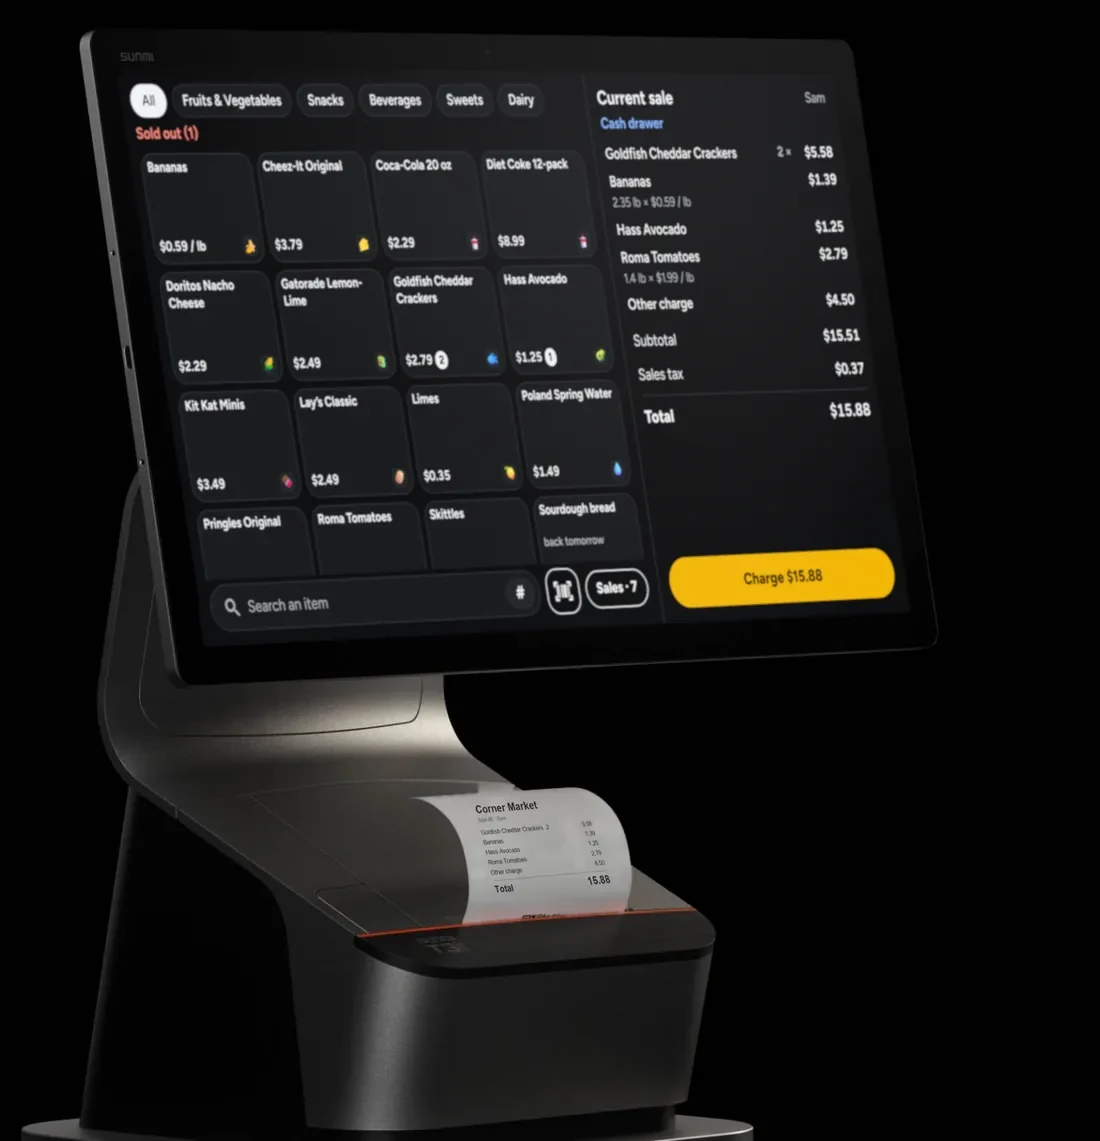 sunmi
All Fruits & Vegetables Snacks Beverages Sweets Dairy
Sold out (1)
Bananas
$0.59 / lb
Cheez-It Original
$3.79
Coca-Cola 20 oz
$2.29
Diet Coke 12-pack
$8.99
Doritos Nacho
Cheese
$2.29
Gatorade Lemon-
Lime
$2.49
Goldfish Cheddar
Crackers
$2.79 2
Hass Avocado
$1.25 1
Kit Kat Minis
$3.49
Lay's Classic
$2.49
Limes
$0.35
Poland Spring Water
$1.49
Pringles Original
Roma Tomatoes
Skittles
Sourdough bread
back tomorrow
Search an item #
Sales · 7
Current sale Sam
Cash drawer
Goldfish Cheddar Crackers 2 × $5.58
Bananas $1.39
2.35 lb × $0.59 / lb
Hass Avocado $1.25
Roma Tomatoes $2.79
1.4 lb × $1.99 / lb
Other charge $4.50
Subtotal $15.51
Sales tax $0.37
Total $15.88
Charge $15.88
Corner Market
Goldfish Cheddar Crackers 2 5.58
Bananas 1.39
Hass Avocado 1.25
Roma Tomatoes 2.79
Other charge 4.50
Total 15.88